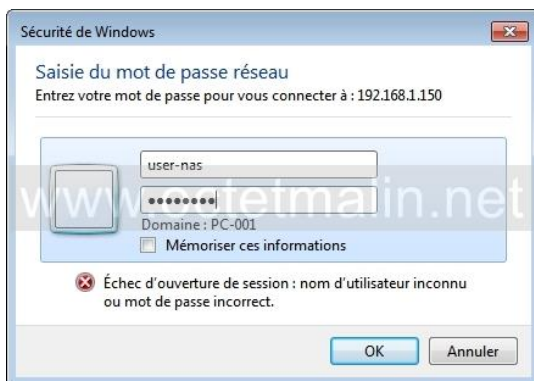 Sécurité de Windows
Saisie du mot de passe réseau
Entrez votre mot de passe pour vous connecter à : 192.168.1.150
user-nas
●●●●●●●●
www.octetmalin.net
Domaine : PC-001
Mémoriser ces informations
Échec d'ouverture de session : nom d'utilisateur inconnu
ou mot de passe incorrect.
OK
Annuler